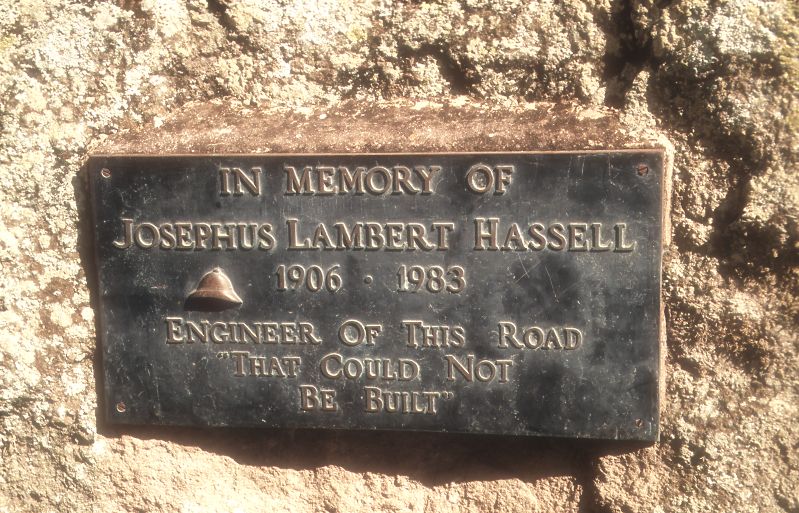 IN MEMORY OF
JOSEPHUS LAMBERT HASSELL
1906 · 1983
ENGINEER OF THIS ROAD
"THAT COULD NOT
BE BUILT"